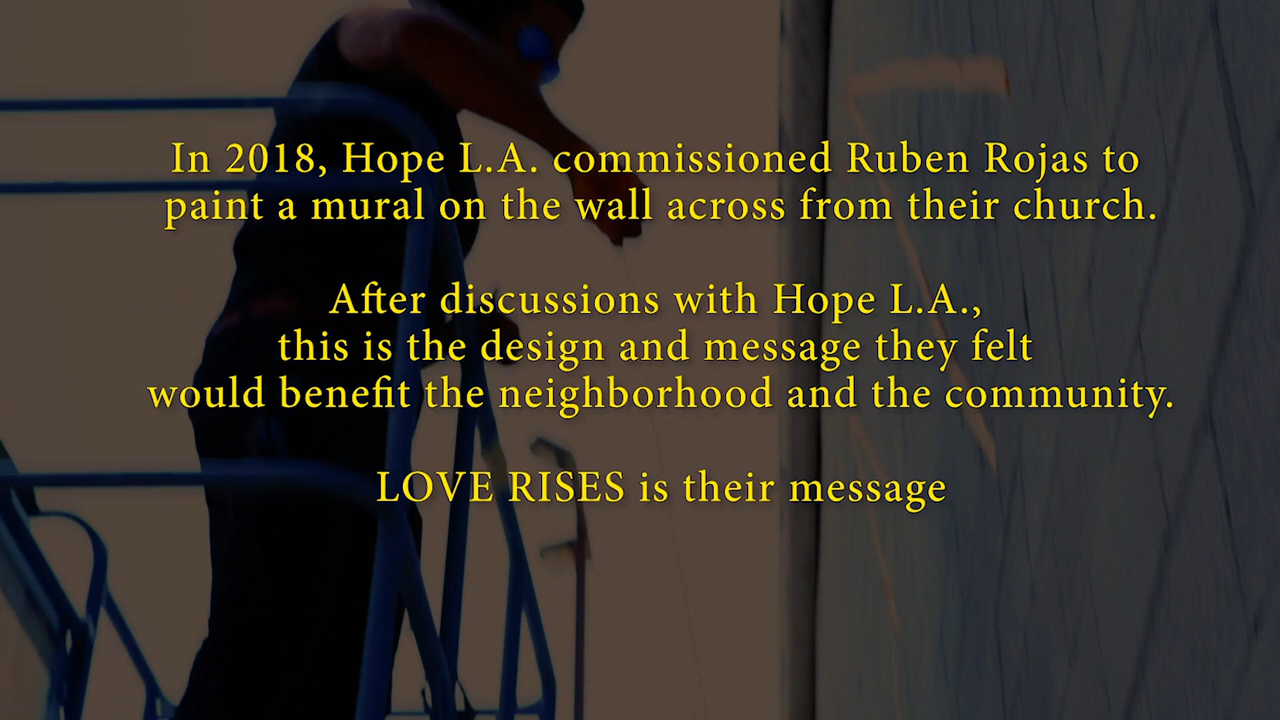 In 2018, Hope L.A. commissioned Ruben Rojas to
paint a mural on the wall across from their church.
After discussions with Hope L.A.,
this is the design and message they felt
would benefit the neighborhood and the community.
LOVE RISES is their message